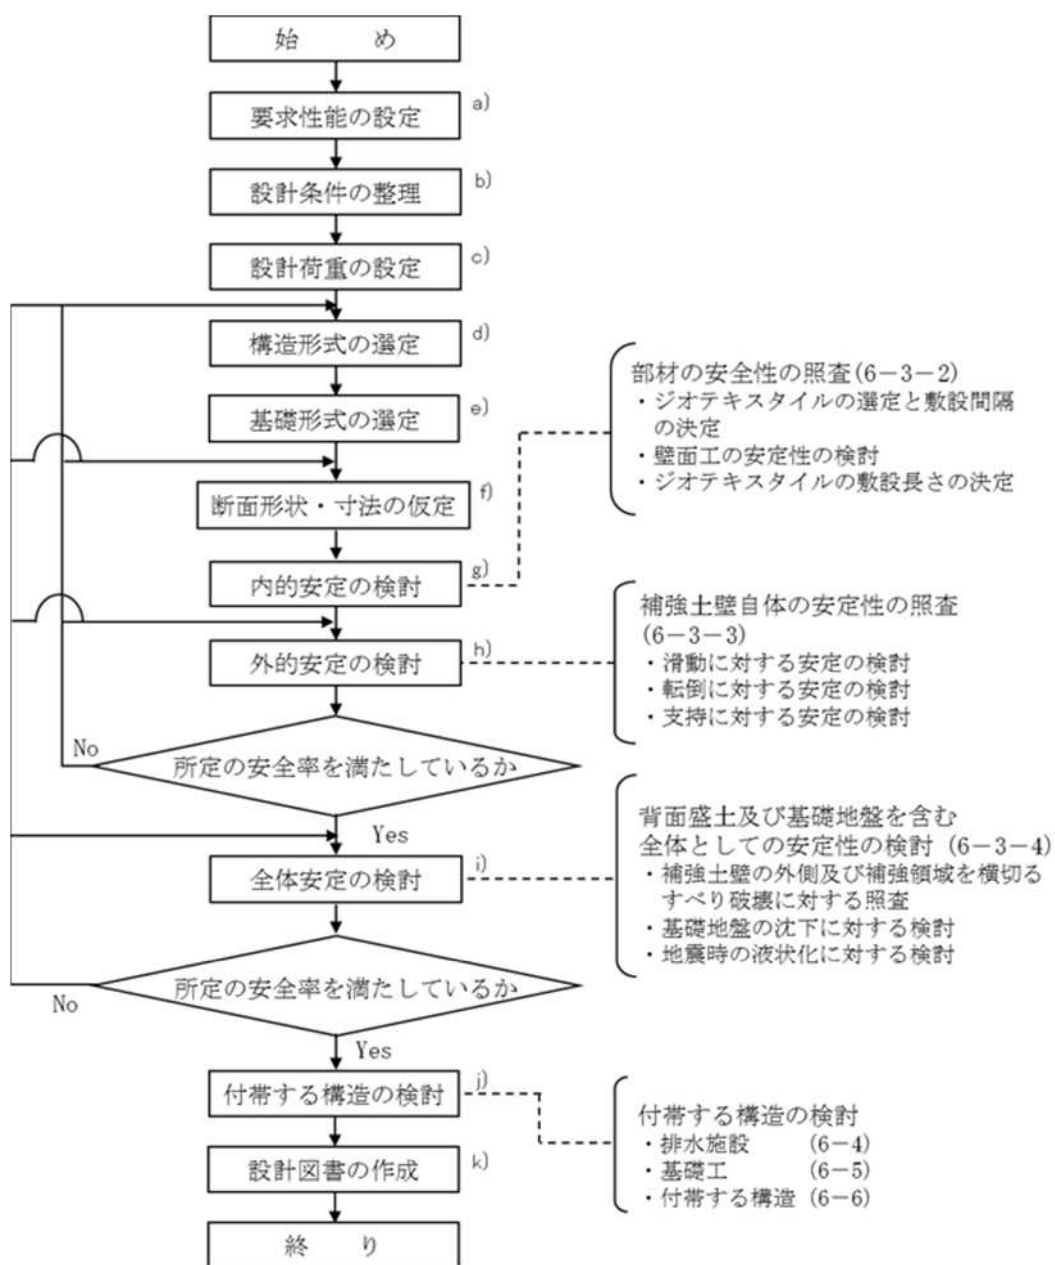 始　　め
要求性能の設定
a)
設計条件の整理
b)
設計荷重の設定
c)
構造形式の選定
d)
基礎形式の選定
e)
断面形状・寸法の仮定
f)
内的安定の検討
g)
部材の安全性の照査(6-3-2)
・ジオテキスタイルの選定と敷設間隔
の決定
・壁面工の安定性の検討
・ジオテキスタイルの敷設長さの決定
外的安定の検討
h)
補強土壁自体の安定性の照査
(6-3-3)
・滑動に対する安定の検討
・転倒に対する安定の検討
・支持に対する安定の検討
No
所定の安全率を満たしているか
Yes
全体安定の検討
i)
背面盛土及び基礎地盤を含む
全体としての安定性の検討 (6-3-4)
・補強土壁の外側及び補強領域を横切る
すべり破壊に対する照査
・基礎地盤の沈下に対する検討
・地震時の液状化に対する検討
所定の安全率を満たしているか
No
Yes
付帯する構造の検討
j)
付帯する構造の検討
・排水施設 (6-4)
・基礎工 (6-5)
・付帯する構造 (6-6)
設計図書の作成
k)
終　　り